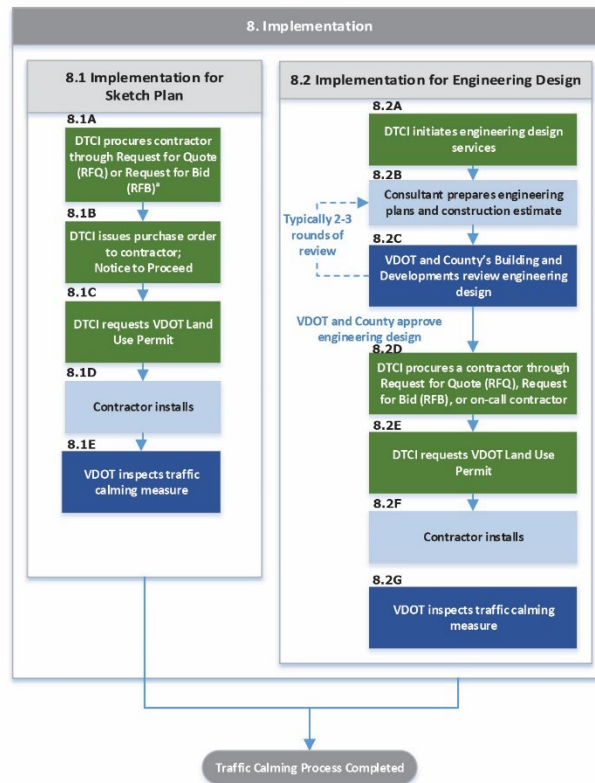 8. Implementation
8.1 Implementation for
Sketch Plan
8.1A
DTCI procures contractor
through Request for Quote
(RFQ) or Request for Bid
(RFB)ª
8.1B
DTCI issues purchase order
to contractor;
Notice to Proceed
8.1C
DTCI requests VDOT Land
Use Permit
8.1D
Contractor installs
8.1E
VDOT inspects traffic
calming measure
8.2 Implementation for Engineering Design
8.2A
DTCI initiates engineering design
services
8.2B
Consultant prepares engineering
plans and construction estimate
Typically 2-3
rounds of
review
8.2C
VDOT and County’s Building and
Developments review engineering
design
VDOT and County approve
engineering design
8.2D
DTCI procures a contractor through
Request for Quote (RFQ), Request
for Bid (RFB), or on-call contractor
8.2E
DTCI requests VDOT Land Use
Permit
8.2F
Contractor installs
8.2G
VDOT inspects traffic calming
measure
Traffic Calming Process Completed